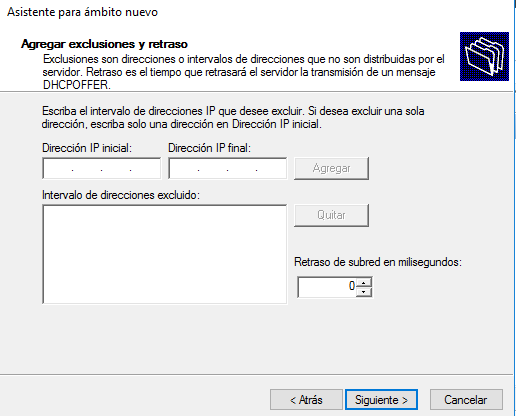 Asistente para ámbito nuevo
Agregar exclusiones y retraso
Exclusiones son direcciones o intervalos de direcciones que no son distribuidas por el
servidor. Retraso es el tiempo que retrasará el servidor la transmisión de un mensaje
DHCPOFFER.
Escriba el intervalo de direcciones IP que desee excluir. Si desea excluir una sola
dirección, escriba solo una dirección en Dirección IP inicial.
Dirección IP inicial: Dirección IP final:
. . . . . . Agregar
Intervalo de direcciones excluido:
Quitar
Retraso de subred en milisegundos:
0
< Atrás Siguiente > Cancelar